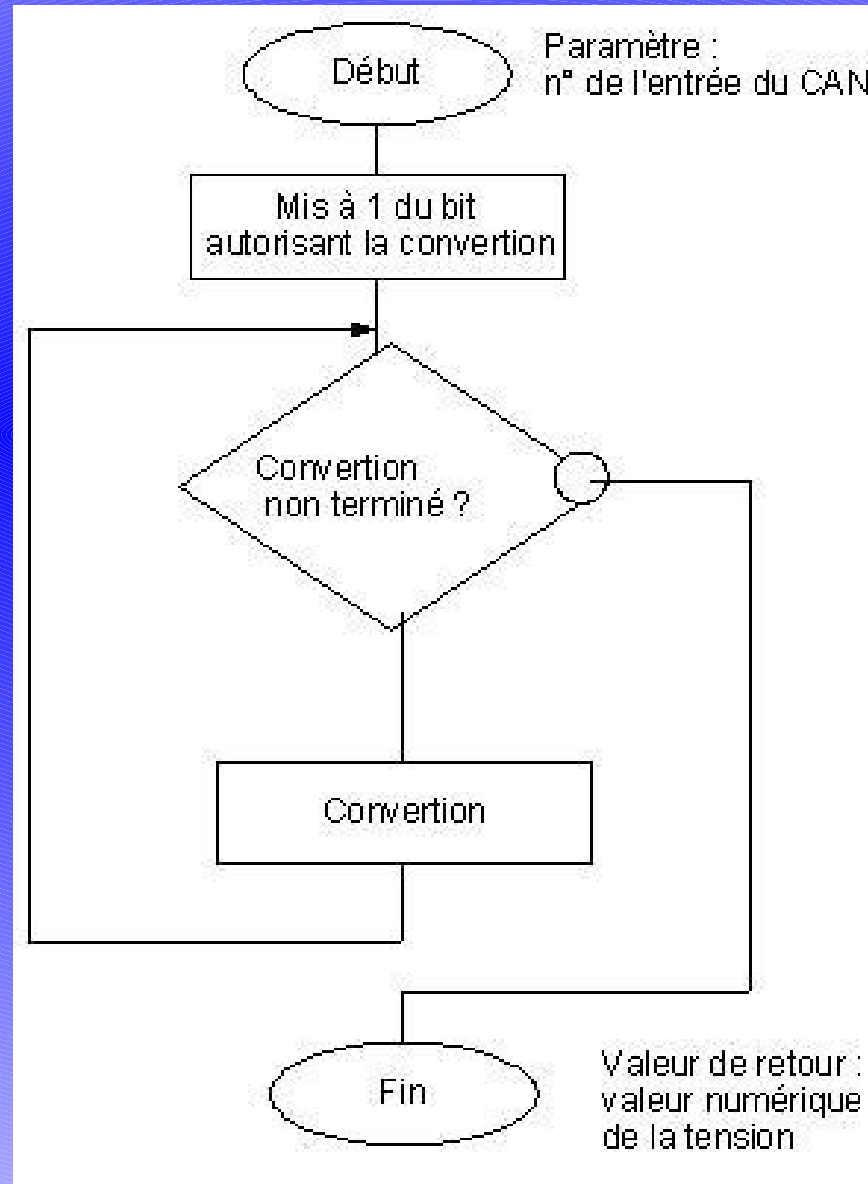 Début
Paramètre :
n° de l'entrée du CAN
Mis à 1 du bit
autorisant la convertion
Convertion
non terminé ?
Convertion
Fin
Valeur de retour :
valeur numérique
de la tension